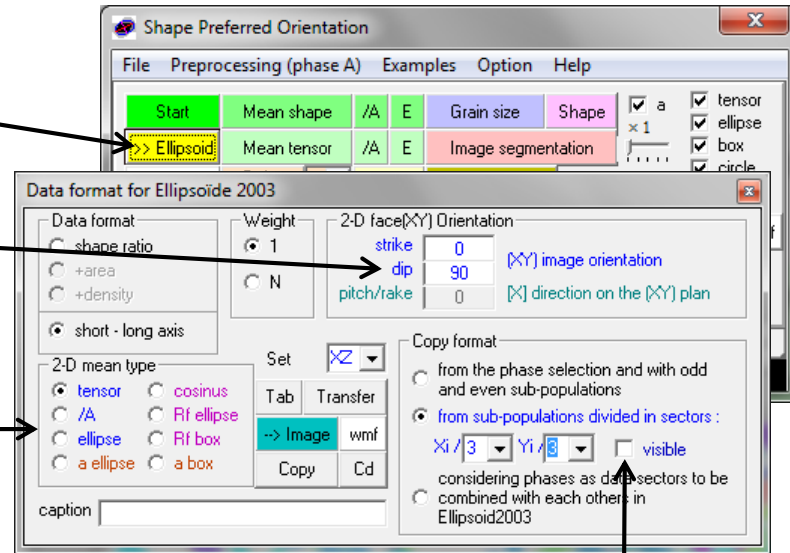 Shape Preferred Orientation
File Preprocessing (phase A) Examples Option Help
Start Mean shape /A E Grain size Shape a tensor
x 1 ellipse
>> Ellipsoid Mean tensor /A E Image segmentation box
circle
Data format for Ellipsoïde 2003
Data format Weight 2-D face(XY) Orientation
shape ratio 1 strike 0
+area dip 90 (XY) image orientation
+density N pitch/rake 0 [X] direction on the (XY) plan
short - long axis
2-D mean type Set XZ Copy format
from the phase selection and with odd
and even sub-populations
tensor cosinus Tab Transfer
/A Rf ellipse from sub-populations divided in sectors :
ellipse Rf box --> Image wmf Xi / 3 Yi / 3 visible
a ellipse a box Copy Cd
considering phases as data sectors to be
combined with each others in
Ellipsoid2003
caption